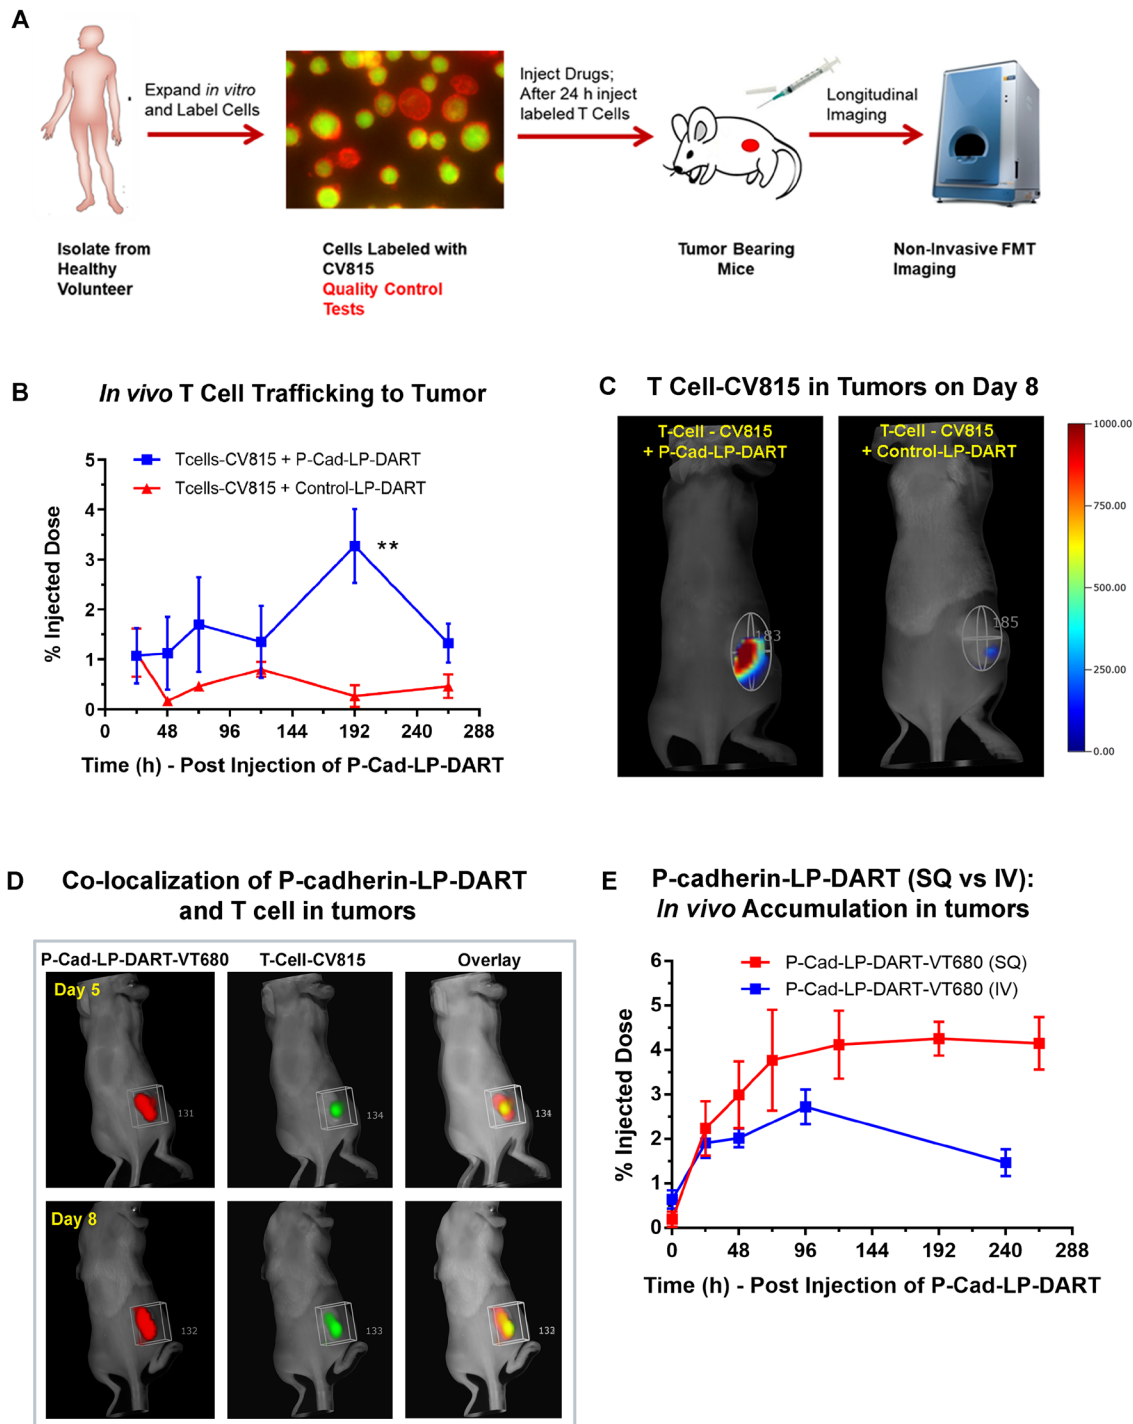 A
Expand in vitro
and Label Cells
Inject Drugs;
After 24 h inject
labeled T Cells
Longitudinal
Imaging
Isolate from
Healthy
Volunteer
Cells Labeled with
CV815
Quality Control
Tests
Tumor Bearing
Mice
Non-Invasive FMT
Imaging
B
In vivo T Cell Trafficking to Tumor
Tcells-CV815 + P-Cad-LP-DART
Tcells-CV815 + Control-LP-DART
% Injected Dose
5
4
3
2
1
0
**
0 48 96 144 192 240 288
Time (h) - Post Injection of P-Cad-LP-DART
C
T Cell-CV815 in Tumors on Day 8
T-Cell - CV815
+ P-Cad-LP-DART
183
T-Cell - CV815
+ Control-LP-DART
185
1000.00
750.00
500.00
250.00
0.00
D
Co-localization of P-cadherin-LP-DART
and T cell in tumors
P-Cad-LP-DART-VT680 T-Cell-CV815 Overlay
Day 5
131
134
134
Day 8
132
133
133
E
P-cadherin-LP-DART (SQ vs IV):
In vivo Accumulation in tumors
P-Cad-LP-DART-VT680 (SQ)
P-Cad-LP-DART-VT680 (IV)
% Injected Dose
6
5
4
3
2
1
0
0 48 96 144 192 240 288
Time (h) - Post Injection of P-Cad-LP-DART